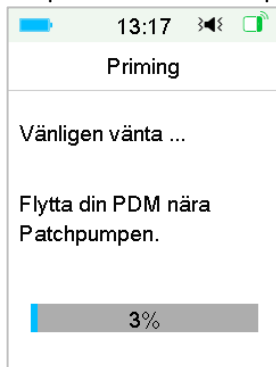 13:17
Priming
Vänligen vänta ...
Flytta din PDM nära
Patchpumpen.
3%